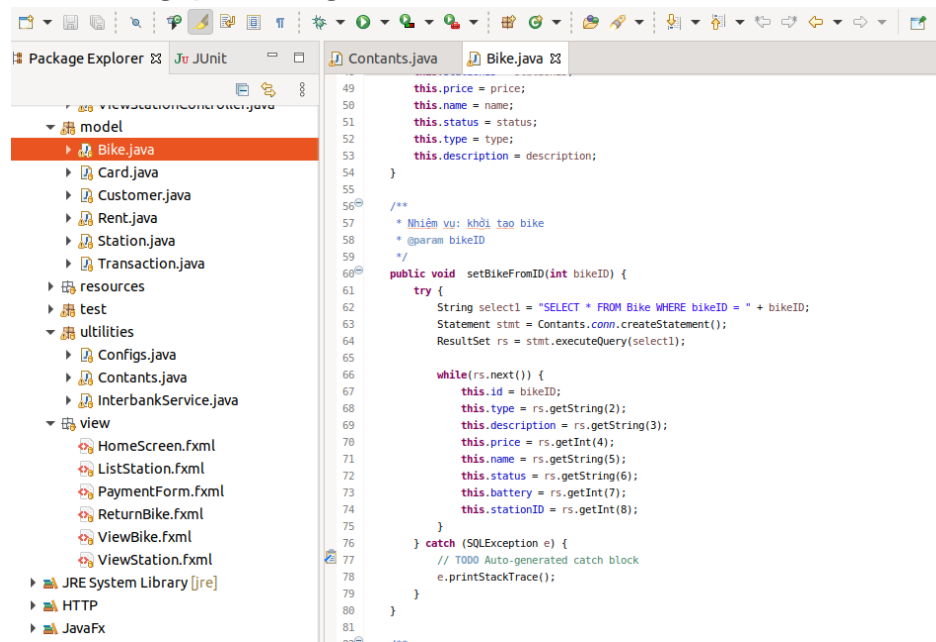 Package Explorer
JUnit
Contants.java
Bike.java
ViewStationController.java
model
Bike.java
Card.java
Customer.java
Rent.java
Station.java
Transaction.java
resources
test
ultilities
Configs.java
Contants.java
InterbankService.java
view
HomeScreen.fxml
ListStation.fxml
PaymentForm.fxml
ReturnBike.fxml
ViewBike.fxml
ViewStation.fxml
JRE System Library [jre]
HTTP
JavaFx
49 this.price = price;
50 this.name = name;
51 this.status = status;
52 this.type = type;
53 this.description = description;
54 }
55
56 /**
57 * Nhiệm vụ: khởi tạo bike
58 * @param bikeID
59 */
60 public void setBikeFromID(int bikeID) {
61 try {
62 String select1 = "SELECT * FROM Bike WHERE bikeID = " + bikeID;
63 Statement stmt = Contants.conn.createStatement();
64 ResultSet rs = stmt.executeQuery(select1);
65
66 while(rs.next()) {
67 this.id = bikeID;
68 this.type = rs.getString(2);
69 this.description = rs.getString(3);
70 this.price = rs.getInt(4);
71 this.name = rs.getString(5);
72 this.status = rs.getString(6);
73 this.battery = rs.getInt(7);
74 this.stationID = rs.getInt(8);
75 }
76 } catch (SQLException e) {
77 // TODO Auto-generated catch block
78 e.printStackTrace();
79 }
80 }
81